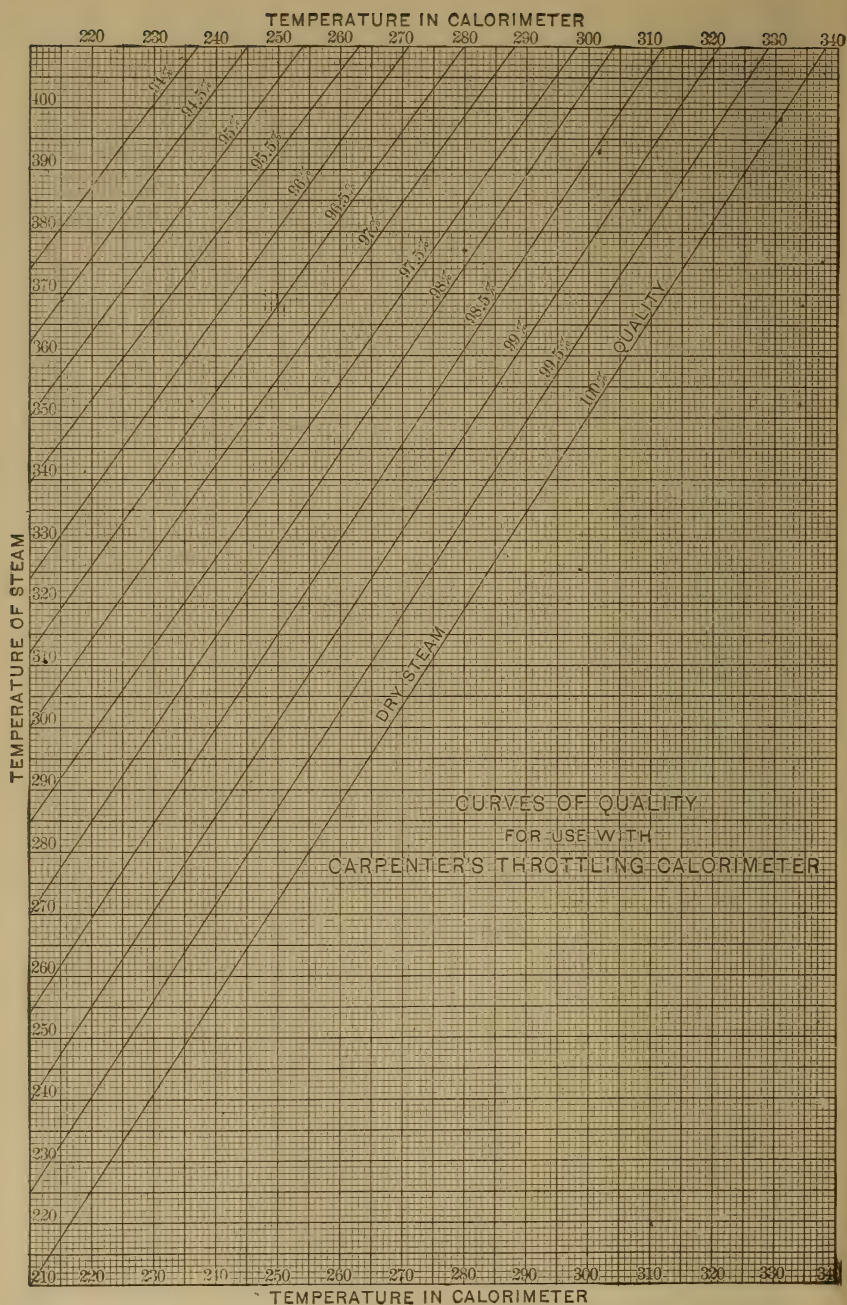 TEMPERATURE IN CALORIMETER
220 230 240 250 260 270 280 290 300 310 320 330 340
94% 94.5% 95% 95.5% 96% 96.5% 97% 97.5% 98% 98.5% 99% 99.5% 100%
QUALITY
DRY STEAM
TEMPERATURE OF STEAM
400
390
380
370
360
350
340
330
320
310
300
290
280
270
260
250
240
230
220
CURVES OF QUALITY
FOR USE WITH
CARPENTER'S THROTTLING CALORIMETER
210 220 230 240 250 260 270 280 290 300 310 320 330 340
TEMPERATURE IN CALORIMETER